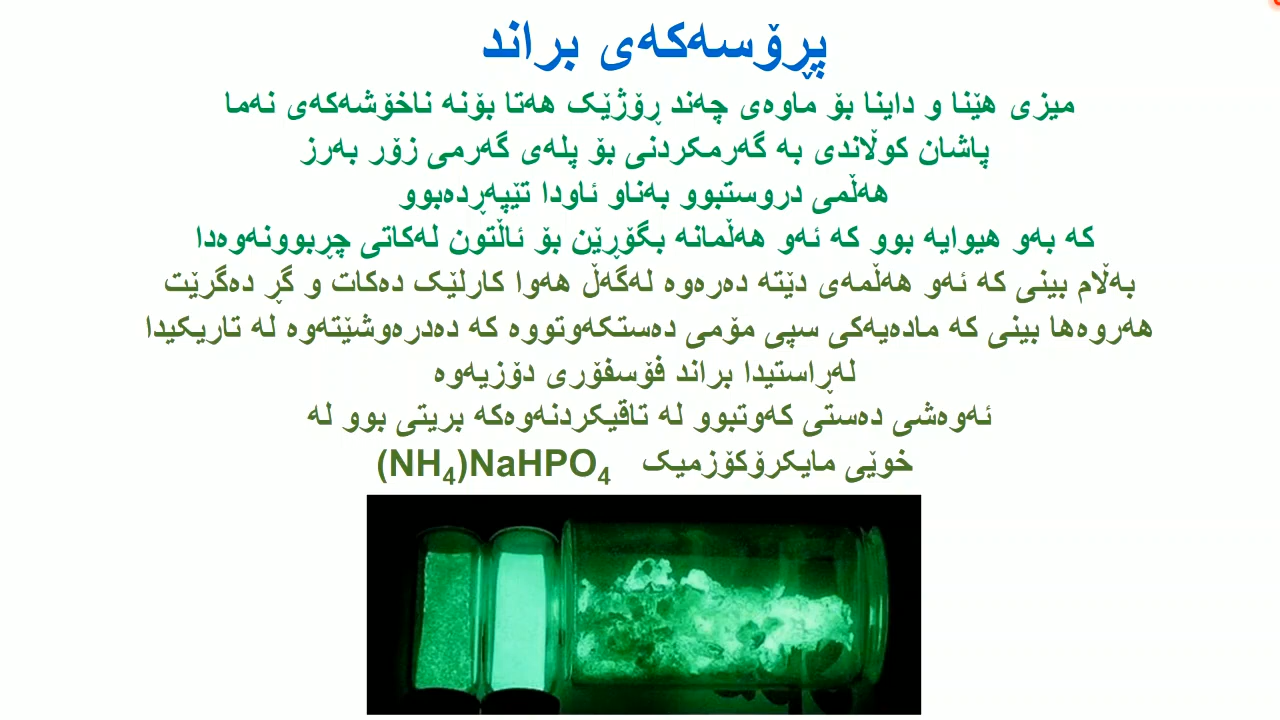 پڕۆسەکەی براند
میزی هێنا و داینا بۆ ماوەی چەند ڕۆژێک هەتا بۆنە ناخۆشەکەی نەما
پاشان کوڵاندی بە گەرمکردنی بۆ پلەی گەرمی زۆر بەرز
هەڵمی دروستبوو بەناو ئاودا تێپەڕدەبوو
کە بەو هیوایە بوو کە ئەو هەڵمانە بگۆڕێن بۆ ئاڵتون لەکاتی چڕبوونەوەدا
بەڵام بینی کە ئەو هەڵمەی دێتە دەرەوە لەگەڵ هەوا کارلێک دەکات و گڕ دەگرێت
هەروەها بینی کە مادەیەکی سپی مۆمی دەستکەوتووە کە دەدرەوشێتەوە لە تاریکیدا
لەڕاستیدا براند فۆسفۆری دۆزیەوە
ئەوەشی دەستی کەوتبوو لە تاقیکردنەوەکە بریتی بوو لە
خوێی مایکرۆکۆزمیک (NH₄)NaHPO₄